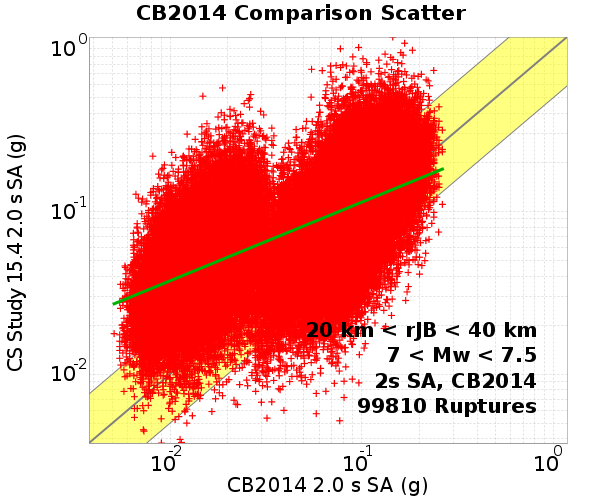 CB2014 Comparison Scatter
CS Study 15.4 2.0 s SA (g)
10^0
10^-1
10^-2
20 km < rJB < 40 km
7 < Mw < 7.5
2s SA, CB2014
99810 Ruptures
10^-2 10^-1 10^0
CB2014 2.0 s SA (g)